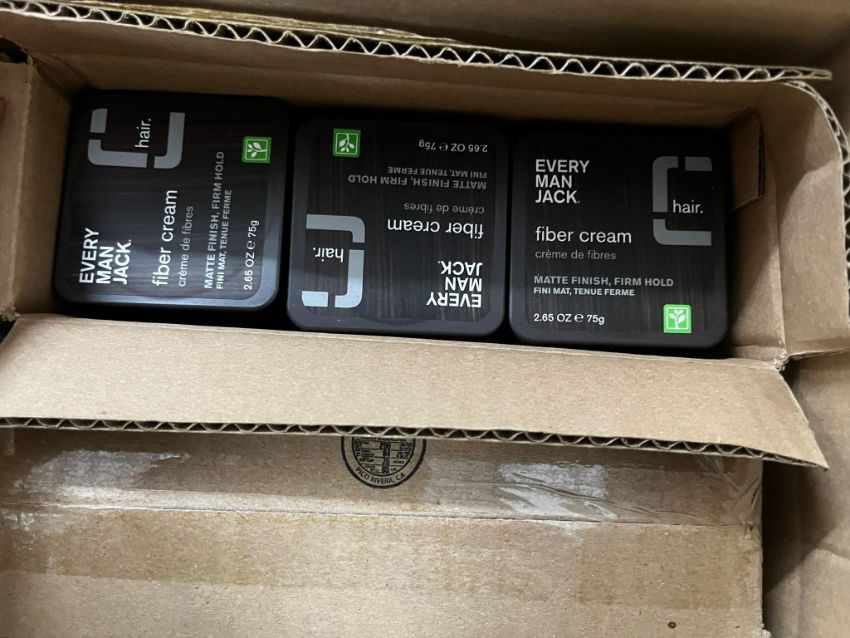 hair.
EVERY
MAN
JACK.
fiber cream
crème de fibres
MATTE FINISH, FIRM HOLD
FINI MAT, TENUE FERME
2.65 OZ ℮ 75g
hair.
EVERY
MAN
JACK.
fiber cream
crème de fibres
MATTE FINISH, FIRM HOLD
FINI MAT, TENUE FERME
2.65 OZ ℮ 75g
EVERY
MAN
JACK.
hair.
fiber cream
crème de fibres
MATTE FINISH, FIRM HOLD
FINI MAT, TENUE FERME
2.65 OZ ℮ 75g
PICO RIVERA, CA